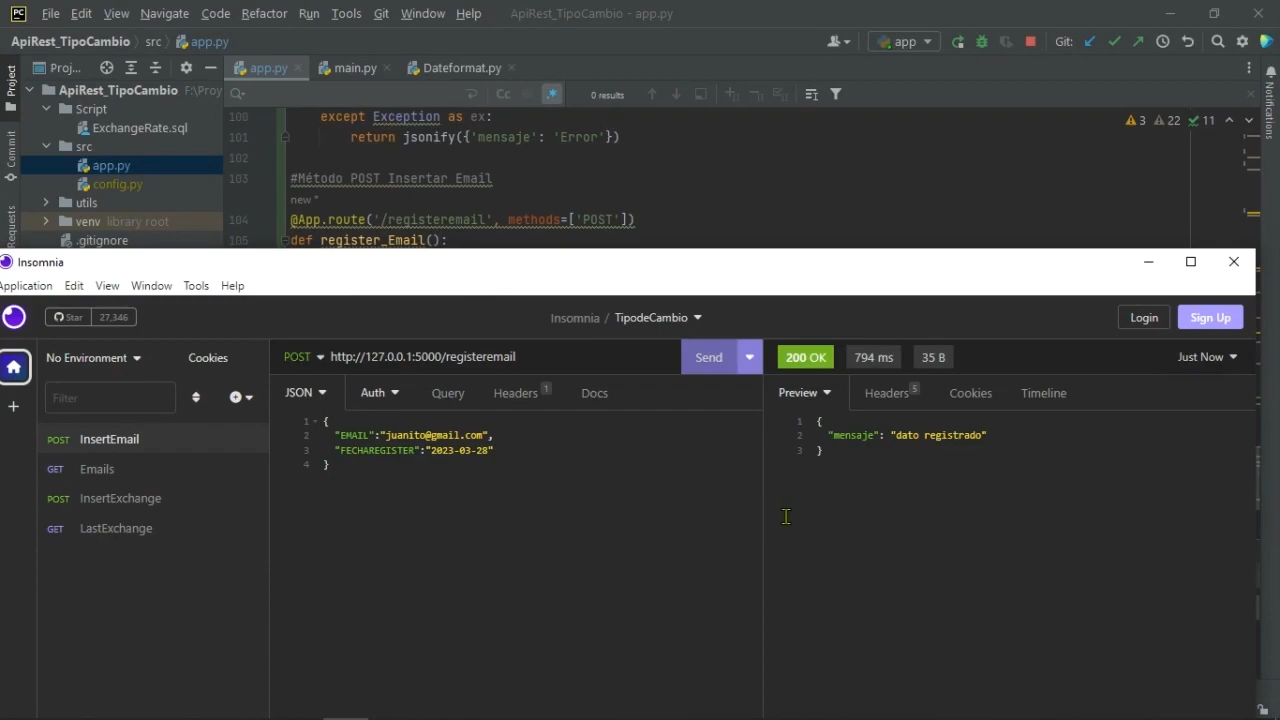 PC File Edit View Navigate Code Refactor Run Tools Git Window Help ApiRest_TipoCambio - app.py
ApiRest_TipoCambio src app.py app Git:
Project Proj... app.py main.py Dateformat.py Notifications
ApiRest_TipoCambio F:\Proy Cc .* 0 results
Script 100 except Exception as ex: 3 22 11
ExchangeRate.sql 101 return jsonify({'mensaje': 'Error'})
Commit src 102
app.py 103 #Método POST Insertar Email
config.py new *
utils 104 @App.route('/registeremail', methods=['POST'])
Requests venv library root 105 def register_Email():
.gitignore
Insomnia
Application Edit View Window Tools Help
Star 27,346 Insomnia / TipodeCambio Login Sign Up
No Environment Cookies POST http://127.0.0.1:5000/registeremail Send 200 OK 794 ms 35 B Just Now
Filter JSON Auth Query Headers 1 Docs Preview Headers 5 Cookies Timeline
POST InsertEmail
GET Emails
POST InsertExchange
GET LastExchange
1 {
2 "EMAIL":"juanito@gmail.com",
3 "FECHAREGISTER":"2023-03-28"
4 }
1 {
2 "mensaje": "dato registrado"
3 }